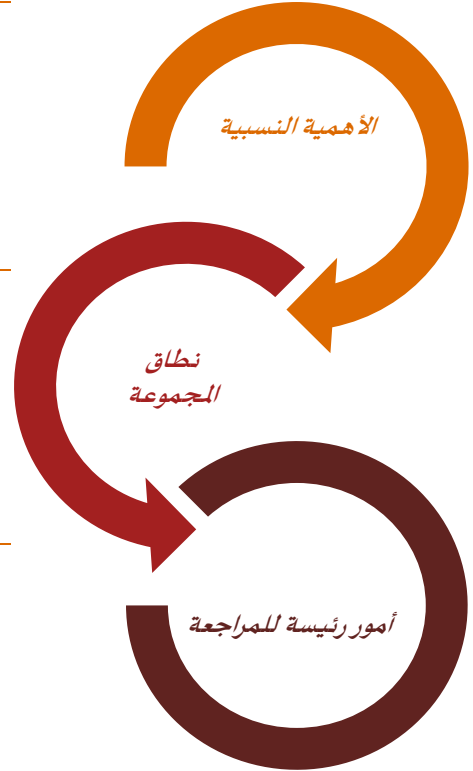 الأهمية النسبية
نطاق
المجموعة
أمور رئيسة للمراجعة